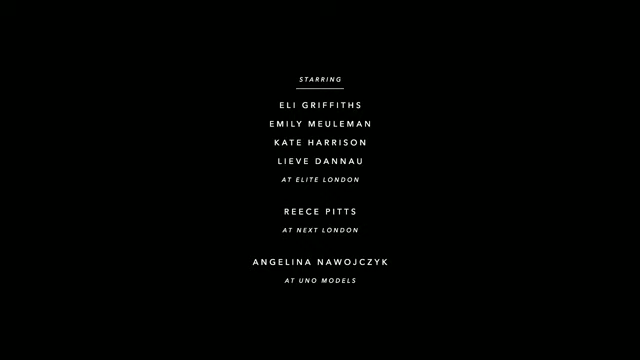 STARRING
ELI GRIFFITHS
EMILY MEULEMAN
KATE HARRISON
LIEVE DANNAU
AT ELITE LONDON
REECE PITTS
AT NEXT LONDON
ANGELINA NAWOJCZYK
AT UNO MODELS